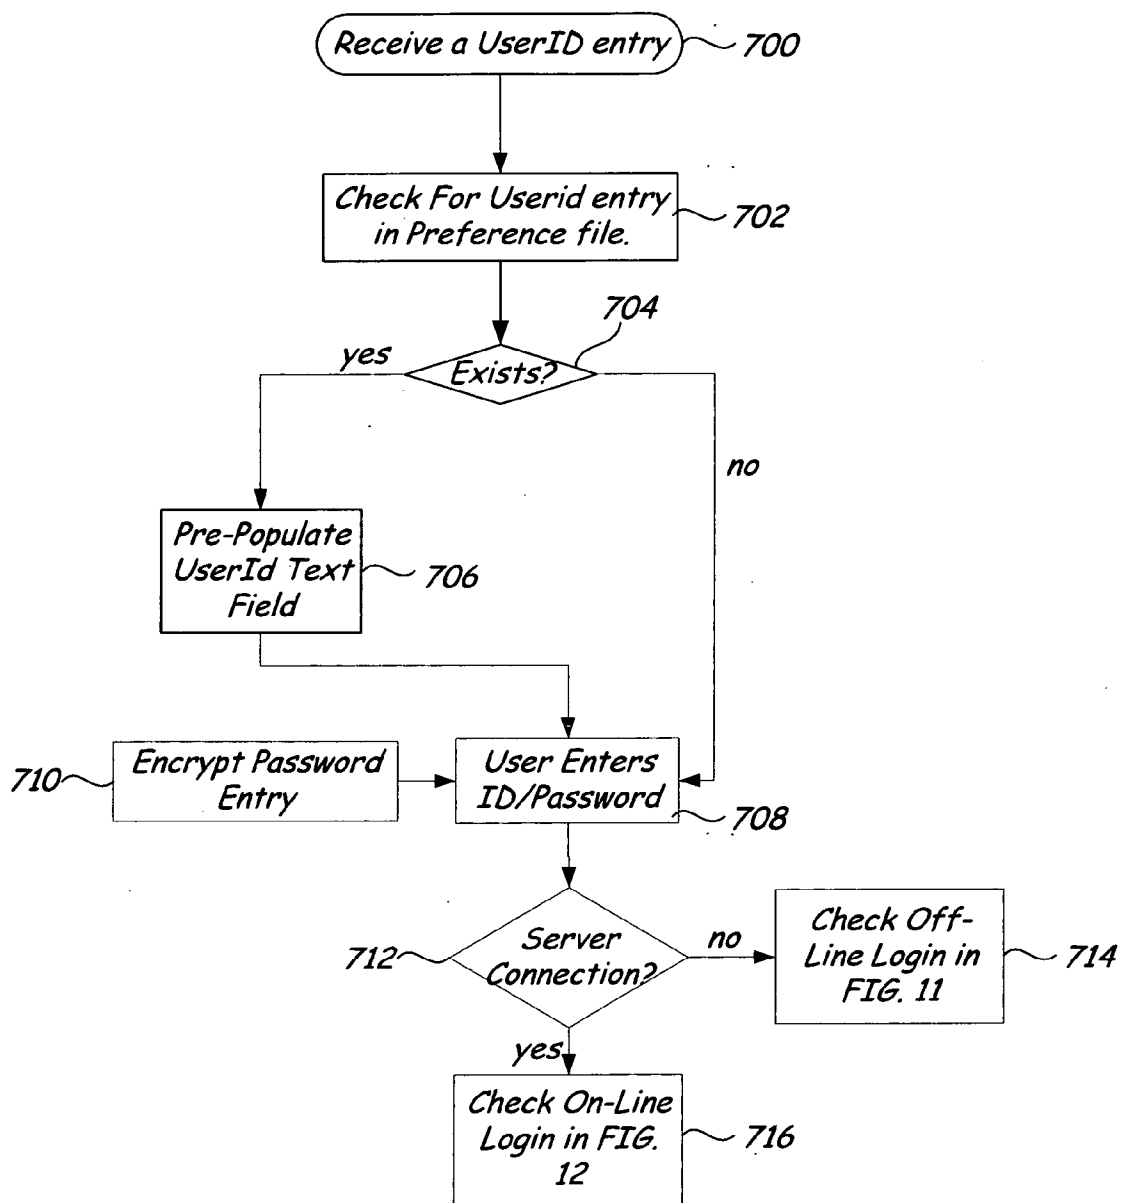 Receive a UserID entry
700
Check For Userid entry
in Preference file.
702
704
yes
Exists?
no
Pre-Populate
UserId Text
Field
706
710
Encrypt Password
Entry
User Enters
ID/Password
708
712
Server
Connection?
no
Check Off-
Line Login in
FIG. 11
714
yes
Check On-Line
Login in FIG.
12
716